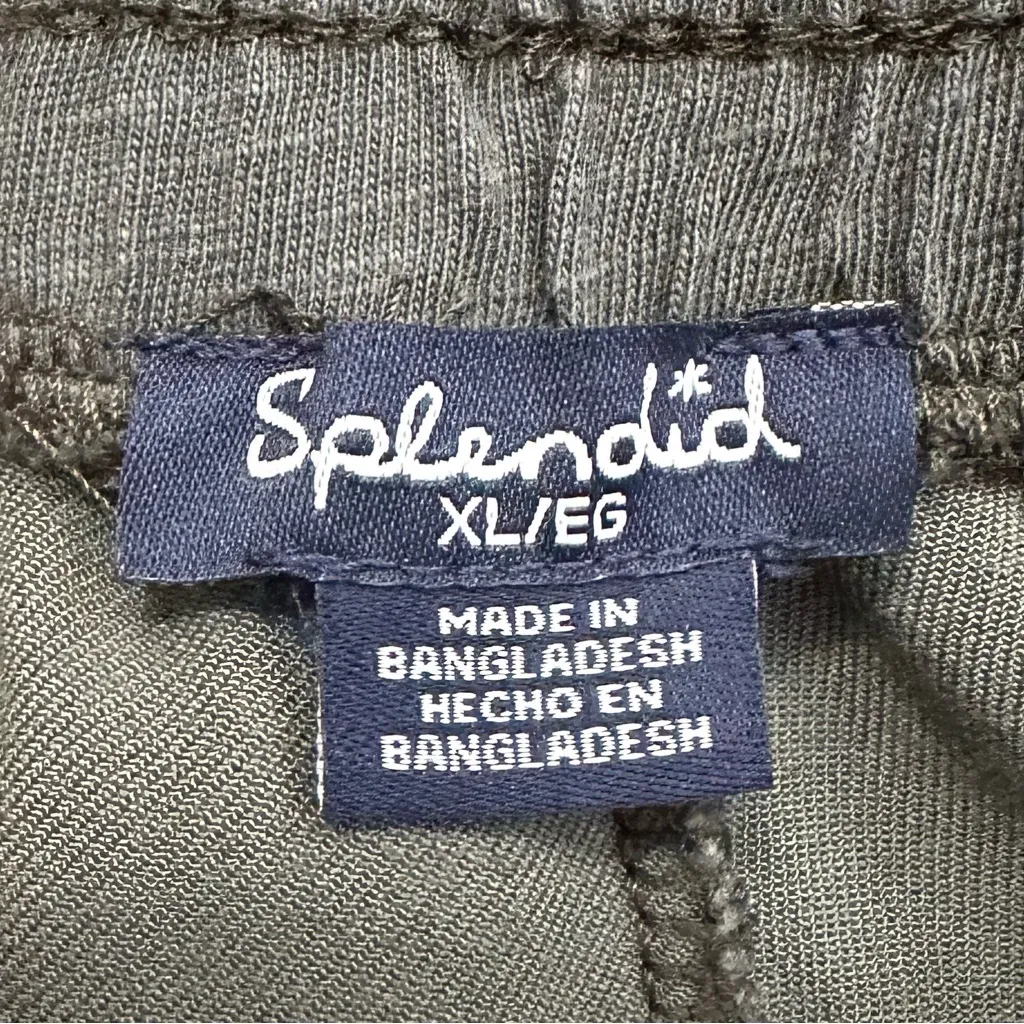 Splendid
XL/EG
MADE IN
BANGLADESH
HECHO EN
BANGLADESH